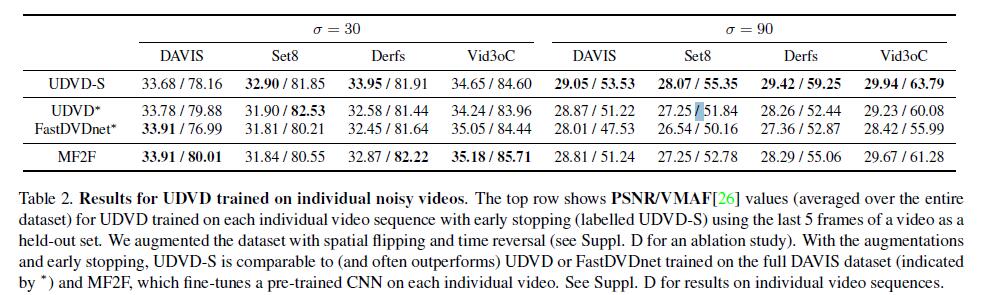 σ = 30 σ = 90
DAVIS Set8 Derfs Vid3oC DAVIS Set8 Derfs Vid3oC
UDVD-S 33.68 / 78.16 32.90 / 81.85 33.95 / 81.91 34.65 / 84.60 29.05 / 53.53 28.07 / 55.35 29.42 / 59.25 29.94 / 63.79
UDVD* 33.78 / 79.88 31.90 / 82.53 32.58 / 81.44 34.24 / 83.96 28.87 / 51.22 27.25 / 51.84 28.26 / 52.44 29.23 / 60.08
FastDVDnet* 33.91 / 76.99 31.81 / 80.21 32.45 / 81.64 35.05 / 84.44 28.01 / 47.53 26.54 / 50.16 27.36 / 52.87 28.42 / 55.99
MF2F 33.91 / 80.01 31.84 / 80.55 32.87 / 82.22 35.18 / 85.71 28.81 / 51.24 27.25 / 52.78 28.29 / 55.06 29.67 / 61.28
Table 2. Results for UDVD trained on individual noisy videos. The top row shows PSNR/VMAF[26] values (averaged over the entire
dataset) for UDVD trained on each individual video sequence with early stopping (labelled UDVD-S) using the last 5 frames of a video as a
held-out set. We augmented the dataset with spatial flipping and time reversal (see Suppl. D for an ablation study). With the augmentations
and early stopping, UDVD-S is comparable to (and often outperforms) UDVD or FastDVDnet trained on the full DAVIS dataset (indicated
by *) and MF2F, which fine-tunes a pre-trained CNN on each individual video. See Suppl. D for results on individual video sequences.